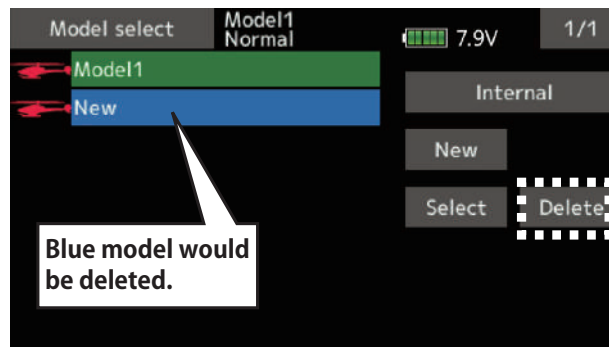 Model select
Model1
Normal
7.9V
1/1
Model1
New
Internal
New
Select
Delete
Blue model would
be deleted.